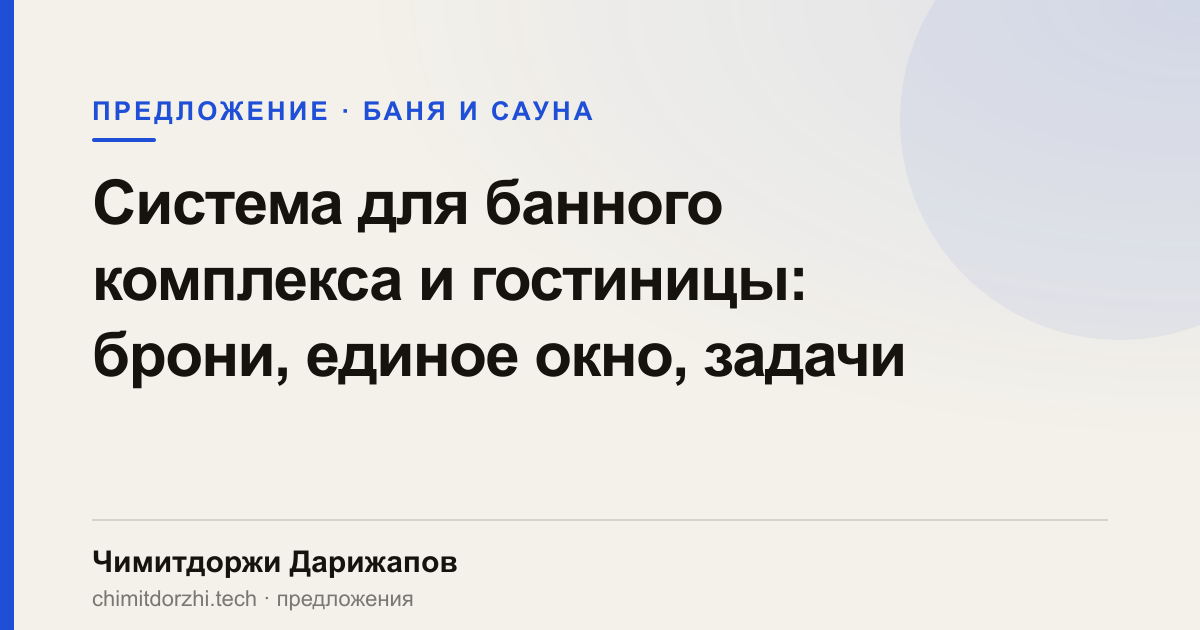 ПРЕДЛОЖЕНИЕ · БАНЯ И САУНА
Система для банного
комплекса и гостиницы:
брони, единое окно, задачи
Чимитдоржи Дарижапов
chimitdorzhi.tech · предложения